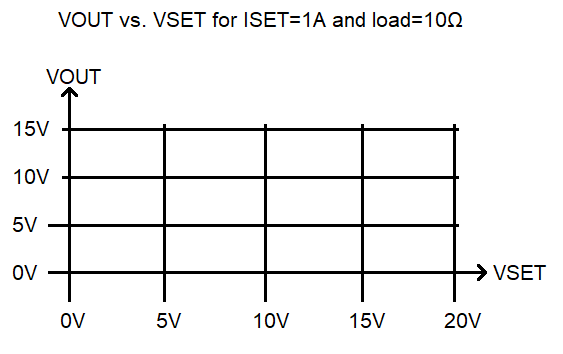 VOUT vs. VSET for ISET=1A and load=10Ω
VOUT
15V
10V
5V
0V
VSET
0V 5V 10V 15V 20V